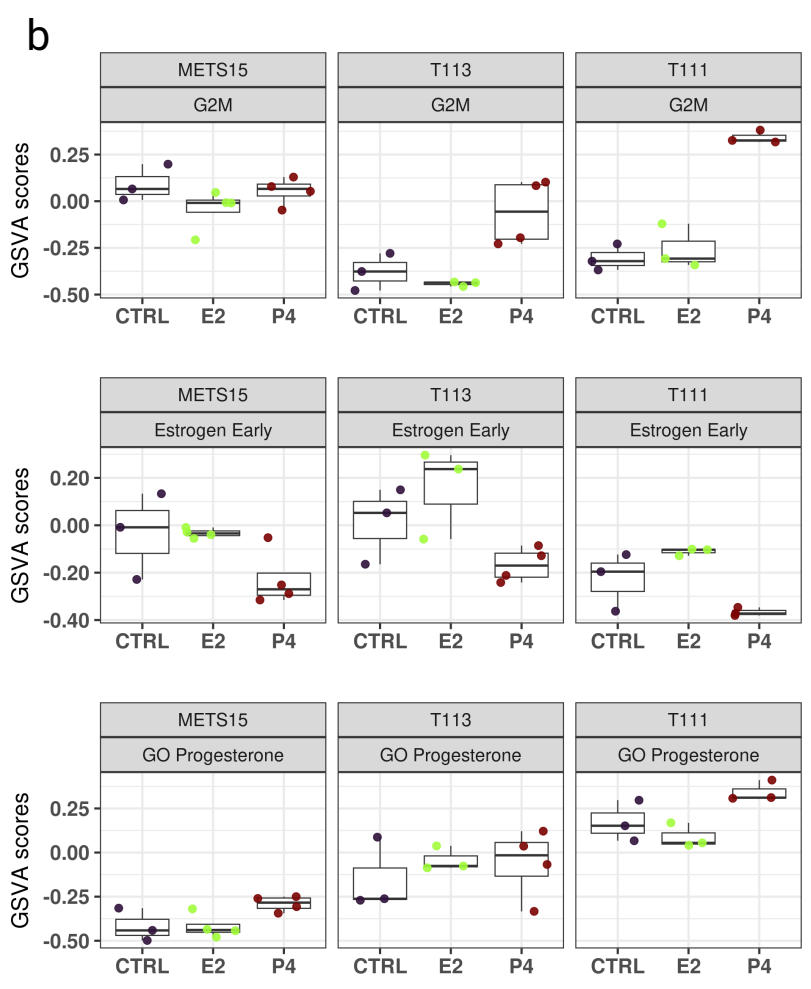 b
METS15 T113 T111
G2M G2M G2M
GSVA scores
0.25
0.00
-0.25
-0.50
CTRL E2 P4 CTRL E2 P4 CTRL E2 P4
METS15 T113 T111
Estrogen Early Estrogen Early Estrogen Early
GSVA scores
0.20
0.00
-0.20
-0.40
CTRL E2 P4 CTRL E2 P4 CTRL E2 P4
METS15 T113 T111
GO Progesterone GO Progesterone GO Progesterone
GSVA scores
0.25
0.00
-0.25
-0.50
CTRL E2 P4 CTRL E2 P4 CTRL E2 P4